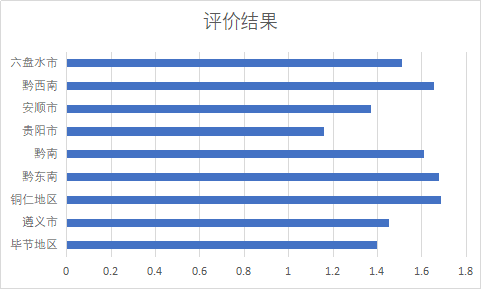 评价结果
六盘水市
黔西南
安顺市
贵阳市
黔南
黔东南
铜仁地区
遵义市
毕节地区
0 0.2 0.4 0.6 0.8 1 1.2 1.4 1.6 1.8